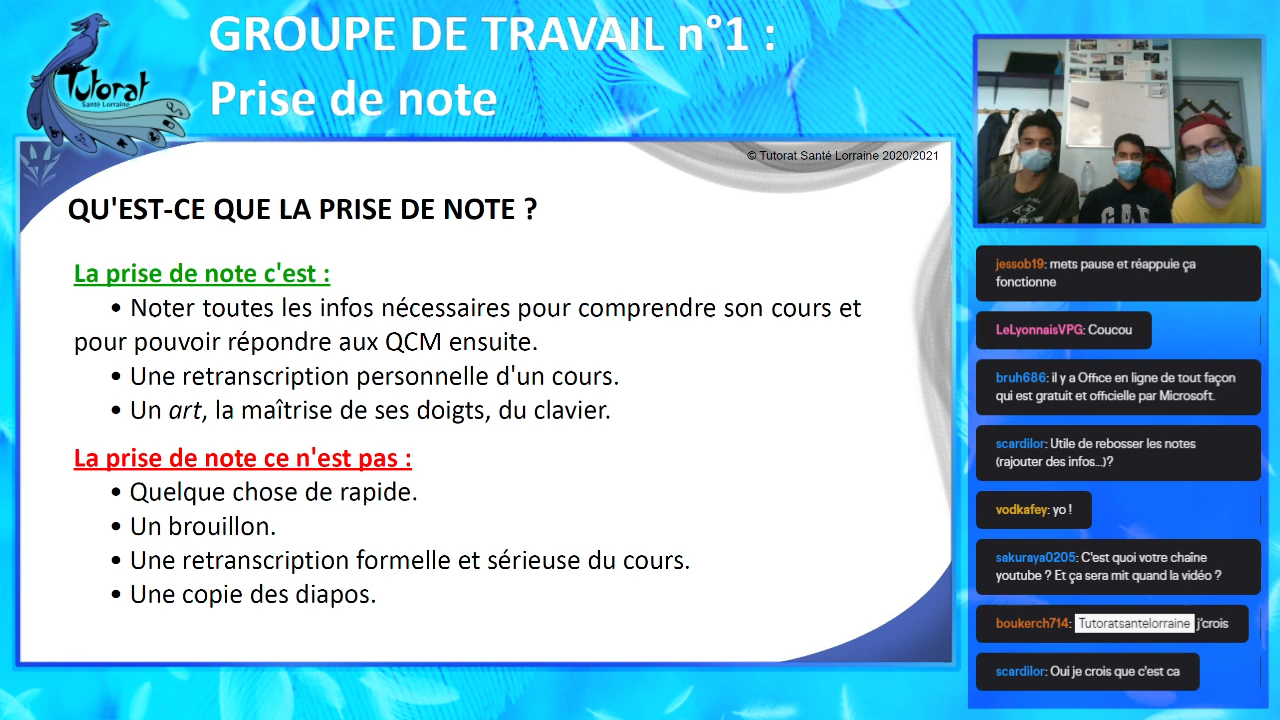 GROUPE DE TRAVAIL n°1 :
Prise de note
Tutorat
Santé Lorraine
© Tutorat Santé Lorraine 2020/2021
QU'EST-CE QUE LA PRISE DE NOTE ?
La prise de note c'est :
• Noter toutes les infos nécessaires pour comprendre son cours et
pour pouvoir répondre aux QCM ensuite.
• Une retranscription personnelle d'un cours.
• Un art, la maîtrise de ses doigts, du clavier.
La prise de note ce n'est pas :
• Quelque chose de rapide.
• Un brouillon.
• Une retranscription formelle et sérieuse du cours.
• Une copie des diapos.
GAP
jessob19: mets pause et réappuie ça
fonctionne
LeLyonnaisVPG: Coucou
bruh686: il y a Office en ligne de tout façon
qui est gratuit et officielle par Microsoft.
scardilor: Utile de rebosser les notes
(rajouter des infos...)?
vodkafey: yo !
sakuraya0205: C'est quoi votre chaîne
youtube ? Et ça sera mit quand la vidéo ?
boukerch714: Tutoratsantelorraine j'crois
scardilor: Oui je crois que c'est ca